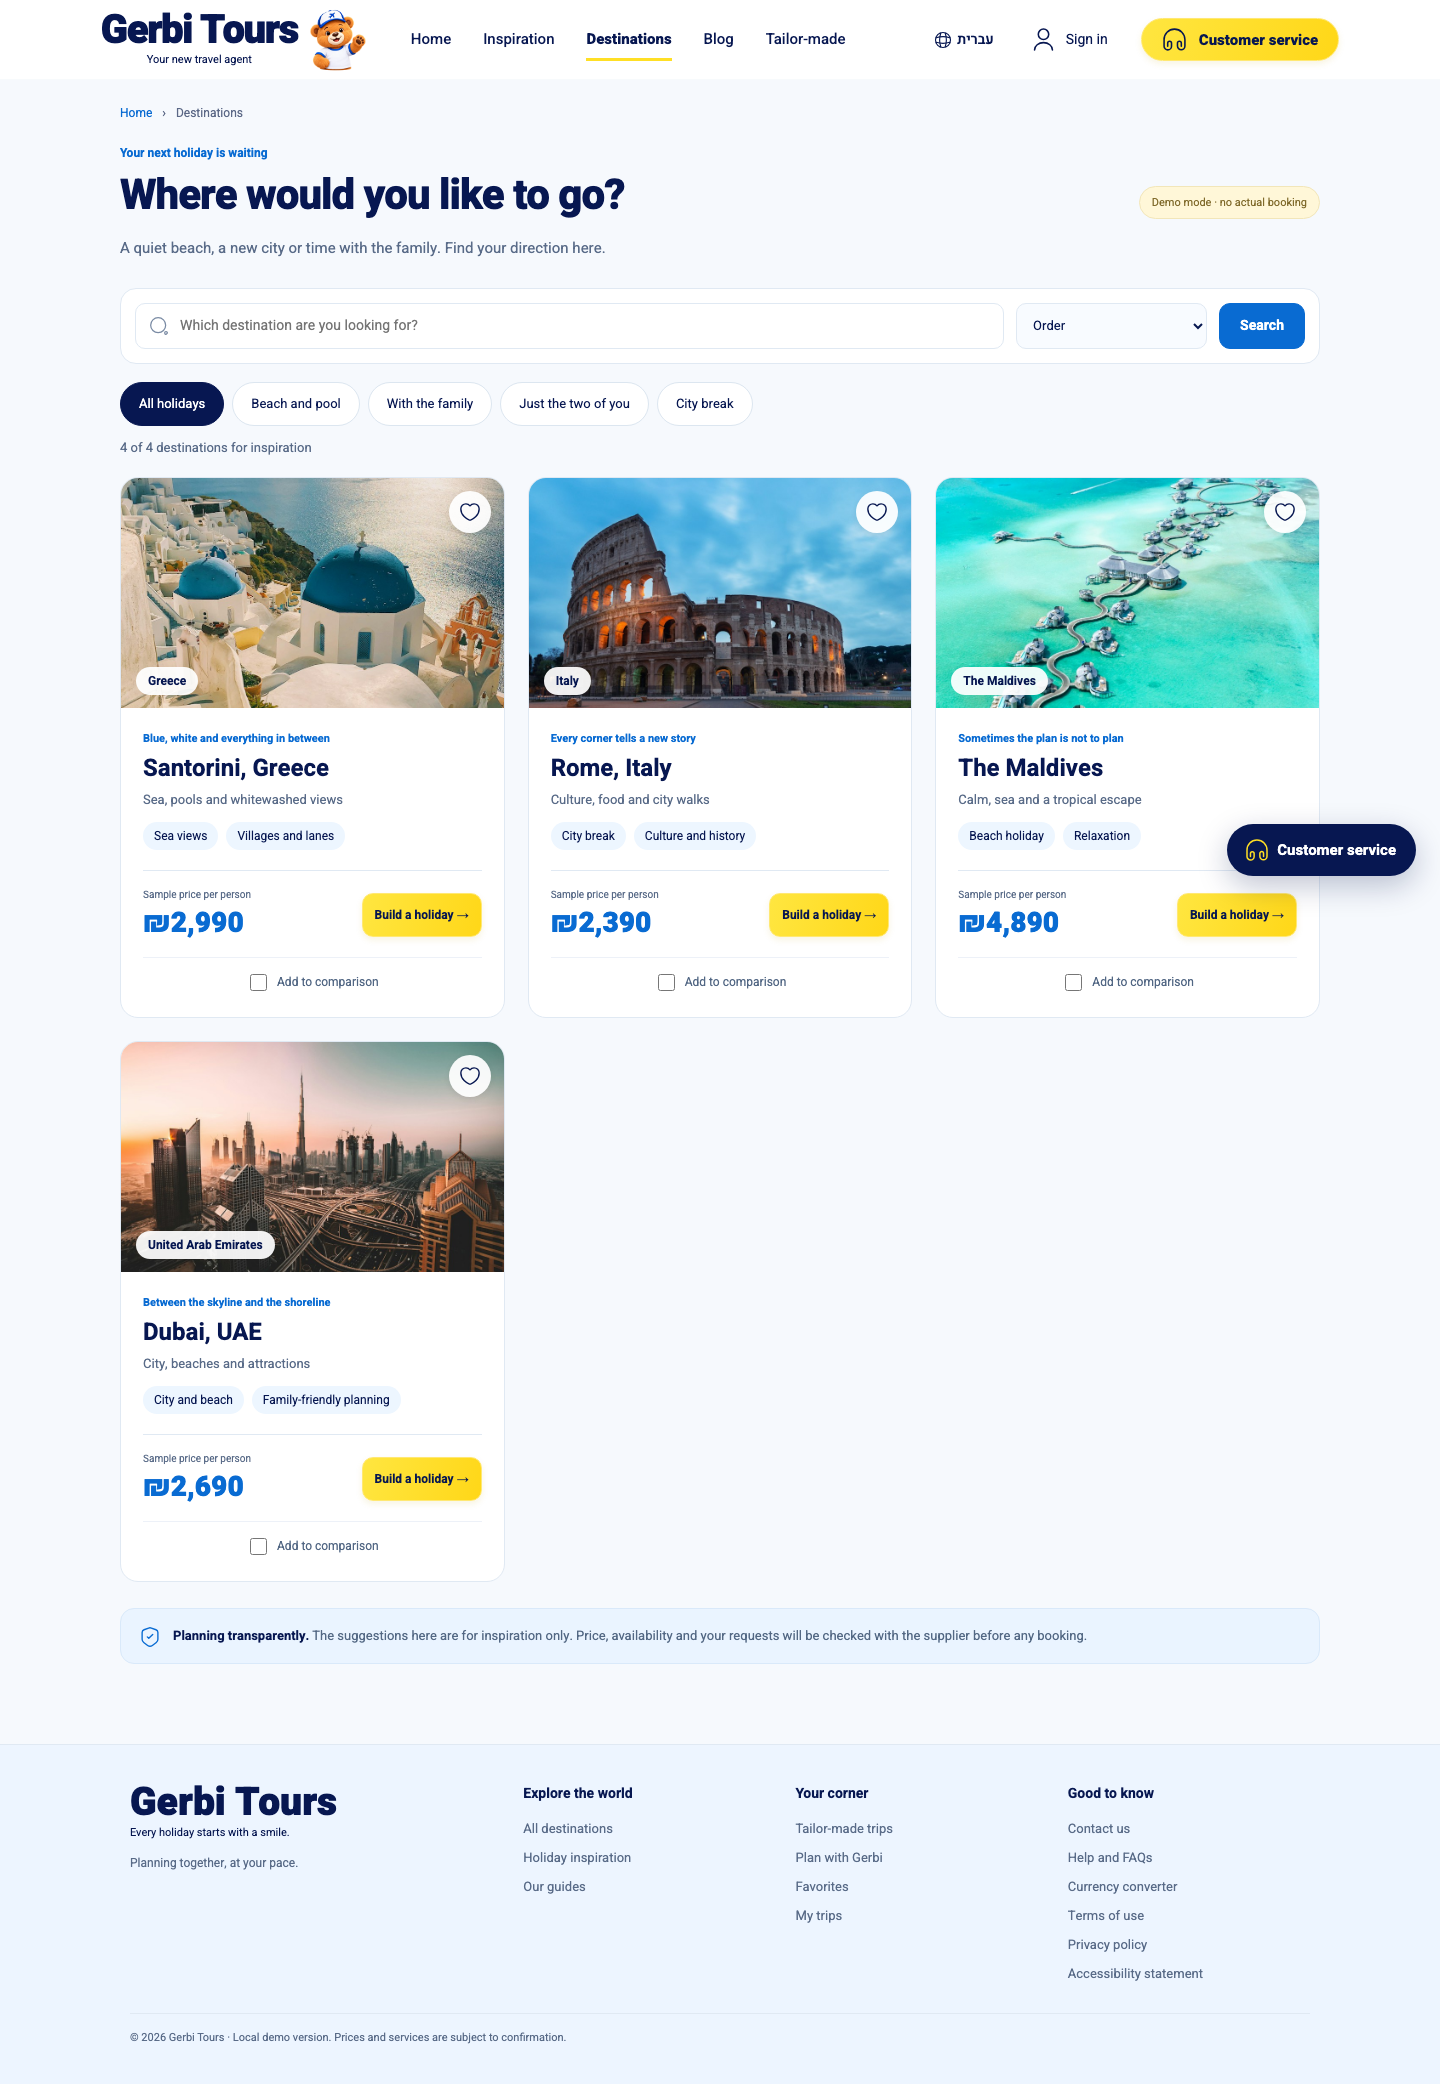 Gerbi Tours
Your new travel agent
Home
Inspiration
Destinations
Blog
Tailor-made
עברית
Sign in
Customer service
Home › Destinations
Your next holiday is waiting
Where would you like to go?
Demo mode · no actual booking
A quiet beach, a new city or time with the family. Find your direction here.
Which destination are you looking for?
Order
Search
All holidays
Beach and pool
With the family
Just the two of you
City break
4 of 4 destinations for inspiration
Greece
Blue, white and everything in between
Santorini, Greece
Sea, pools and whitewashed views
Sea views
Villages and lanes
Sample price per person
₪2,990
Build a holiday →
Add to comparison
Italy
Every corner tells a new story
Rome, Italy
Culture, food and city walks
City break
Culture and history
Sample price per person
₪2,390
Build a holiday →
Add to comparison
The Maldives
Sometimes the plan is not to plan
The Maldives
Calm, sea and a tropical escape
Beach holiday
Relaxation
Sample price per person
₪4,890
Build a holiday →
Add to comparison
Customer service
United Arab Emirates
Between the skyline and the shoreline
Dubai, UAE
City, beaches and attractions
City and beach
Family-friendly planning
Sample price per person
₪2,690
Build a holiday →
Add to comparison
Planning transparently. The suggestions here are for inspiration only. Price, availability and your requests will be checked with the supplier before any booking.
Gerbi Tours
Every holiday starts with a smile.
Planning together, at your pace.
Explore the world
All destinations
Holiday inspiration
Our guides
Your corner
Tailor-made trips
Plan with Gerbi
Favorites
My trips
Good to know
Contact us
Help and FAQs
Currency converter
Terms of use
Privacy policy
Accessibility statement
© 2026 Gerbi Tours · Local demo version. Prices and services are subject to confirmation.